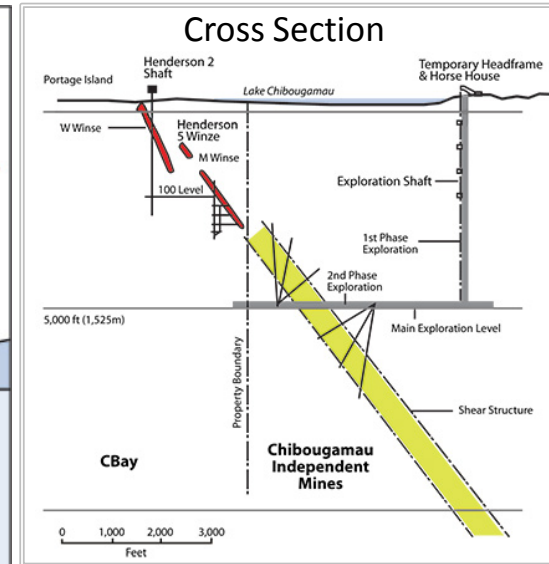 Cross Section
Henderson 2
Shaft
Temporary Headframe
& Horse House
Portage Island
Lake Chibougamau
W Winse
Henderson
5 Winze
M Winse
100 Level
Exploration Shaft
1st Phase
Exploration
2nd Phase
Exploration
5,000 ft (1,525m)
Main Exploration Level
Property Boundary
Shear Structure
CBay
Chibougamau
Independent
Mines
0 1,000 2,000 3,000
Feet